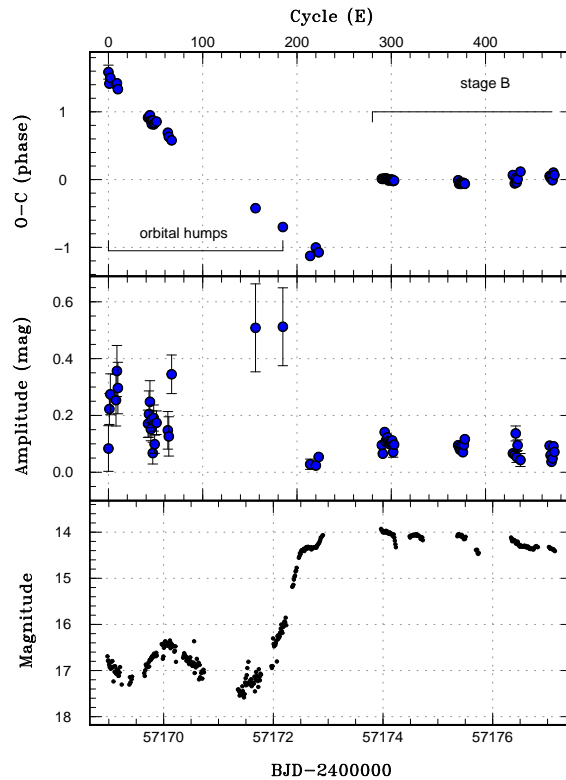 Cycle (E)
0 100 200 300 400
O-C (phase)
1
0
−1
stage B
orbital humps
Amplitude (mag)
0.6
0.4
0.2
0.0
Magnitude
14
15
16
17
18
57170 57172 57174 57176
BJD-2400000